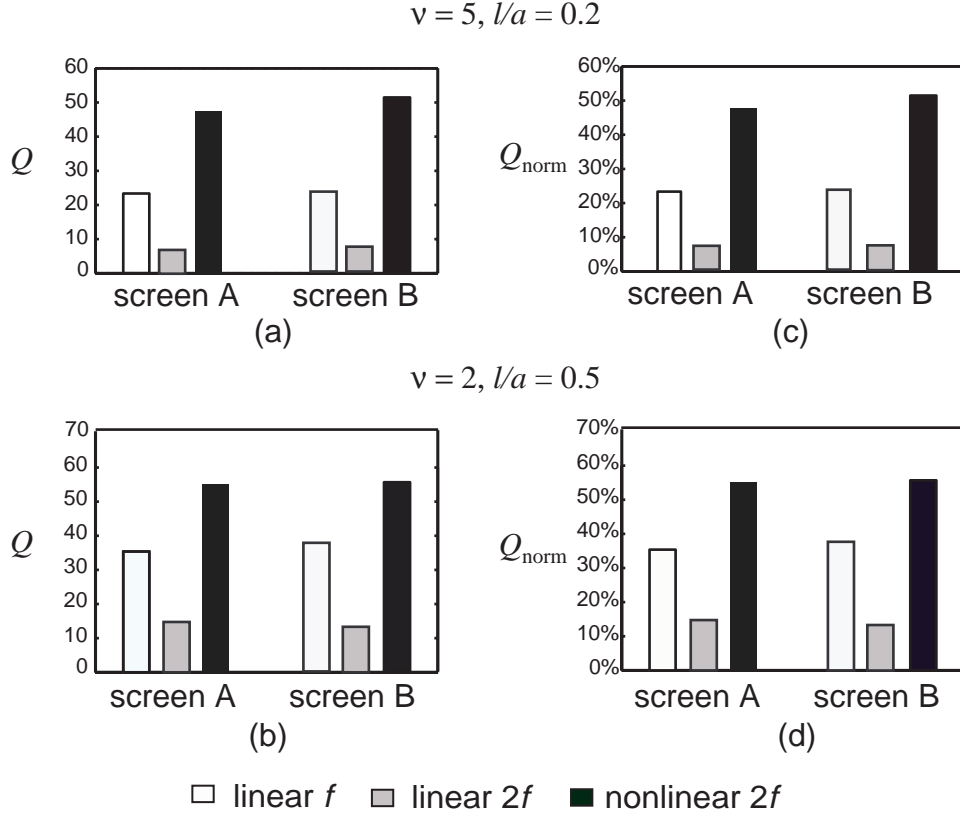 ν = 5, l/a = 0.2
60
50
40
30
20
10
0
Q
screen A screen B
(a)
60%
50%
40%
30%
20%
10%
0%
Qnorm
screen A screen B
(c)
ν = 2, l/a = 0.5
70
60
50
40
30
20
10
0
Q
screen A screen B
(b)
70%
60%
50%
40%
30%
20%
10%
0%
Qnorm
screen A screen B
(d)
linear f linear 2f nonlinear 2f